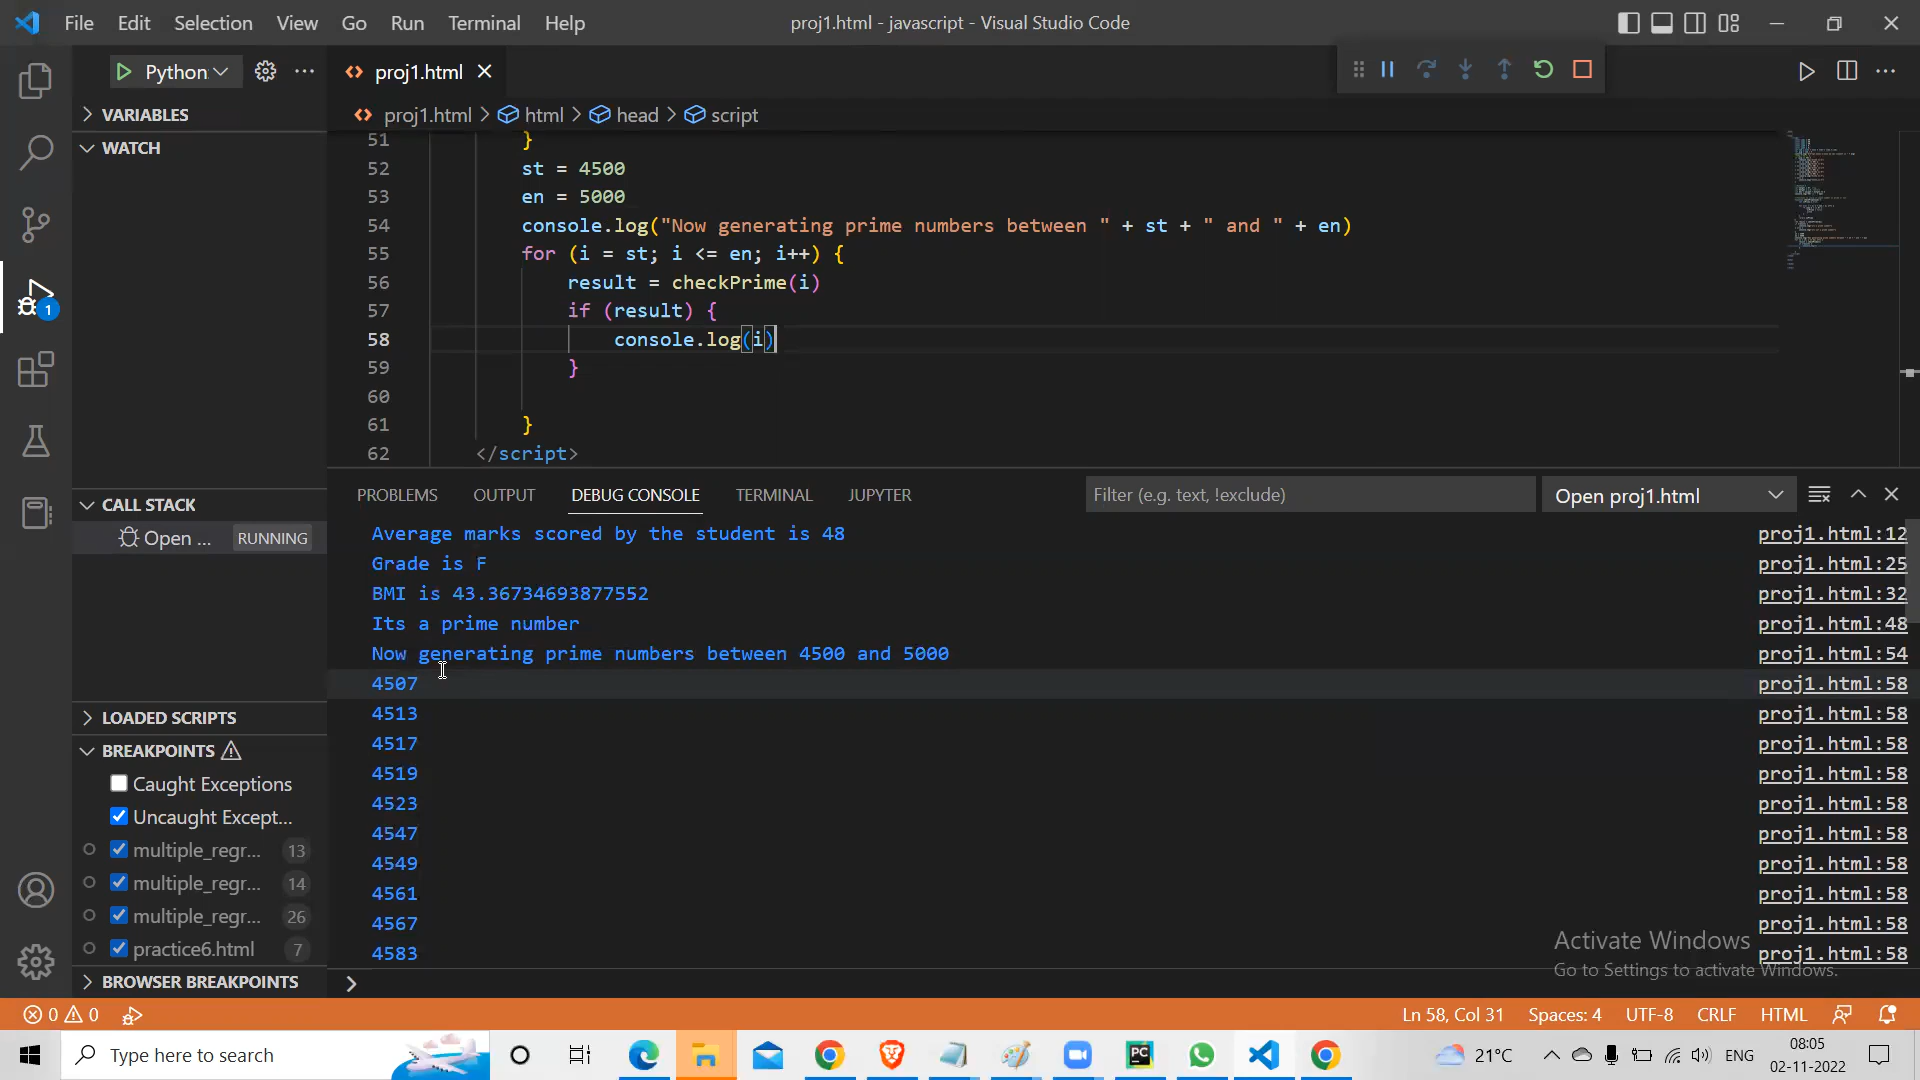 File Edit Selection View Go Run Terminal Help
proj1.html - javascript - Visual Studio Code
Python
proj1.html
VARIABLES
proj1.html > html > head > script
WATCH
51 }
52 st = 4500
53 en = 5000
54 console.log("Now generating prime numbers between " + st + " and " + en)
55 for (i = st; i <= en; i++) {
56 result = checkPrime(i)
57 if (result) {
58 console.log(i)
59 }
60
61 }
62 </script>
1
PROBLEMS OUTPUT DEBUG CONSOLE TERMINAL JUPYTER
Filter (e.g. text, !exclude)
Open proj1.html
CALL STACK
Open ... RUNNING
Average marks scored by the student is 48 proj1.html:12
Grade is F proj1.html:25
BMI is 43.36734693877552 proj1.html:32
Its a prime number proj1.html:48
Now generating prime numbers between 4500 and 5000 proj1.html:54
4507 proj1.html:58
4513 proj1.html:58
4517 proj1.html:58
4519 proj1.html:58
4523 proj1.html:58
4547 proj1.html:58
4549 proj1.html:58
4561 proj1.html:58
4567 proj1.html:58
4583 proj1.html:58
LOADED SCRIPTS
BREAKPOINTS
Caught Exceptions
Uncaught Except...
multiple_regr... 13
multiple_regr... 14
multiple_regr... 26
practice6.html 7
BROWSER BREAKPOINTS
>
Activate Windows
Go to Settings to activate Windows.
0 0
Ln 58, Col 31 Spaces: 4 UTF-8 CRLF HTML
Type here to search
PC
21°C
ENG
08:05
02-11-2022